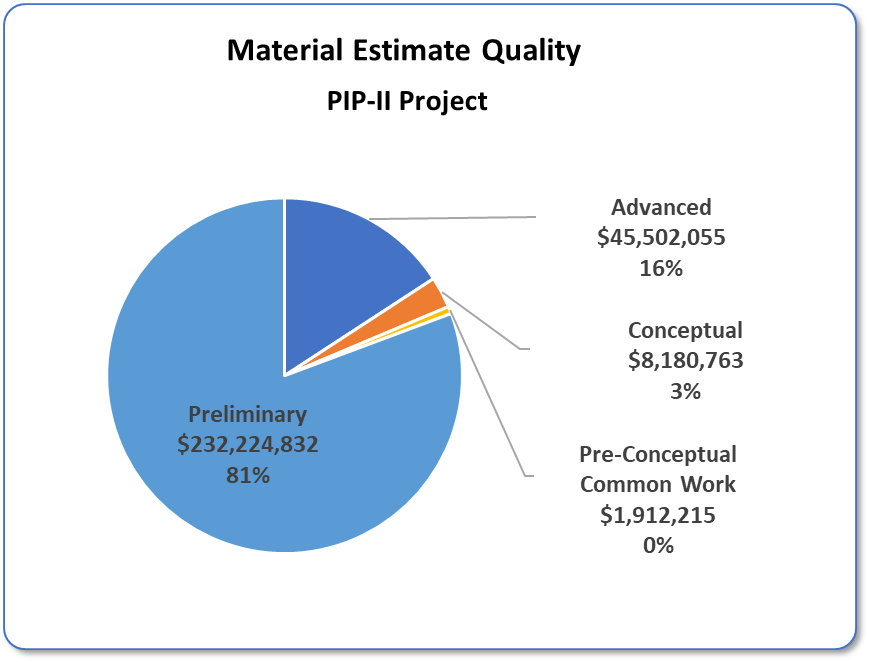 Material Estimate Quality
PIP-II Project
Advanced
$45,502,055
16%
Conceptual
$8,180,763
3%
Preliminary
$232,224,832
81%
Pre-Conceptual
Common Work
$1,912,215
0%